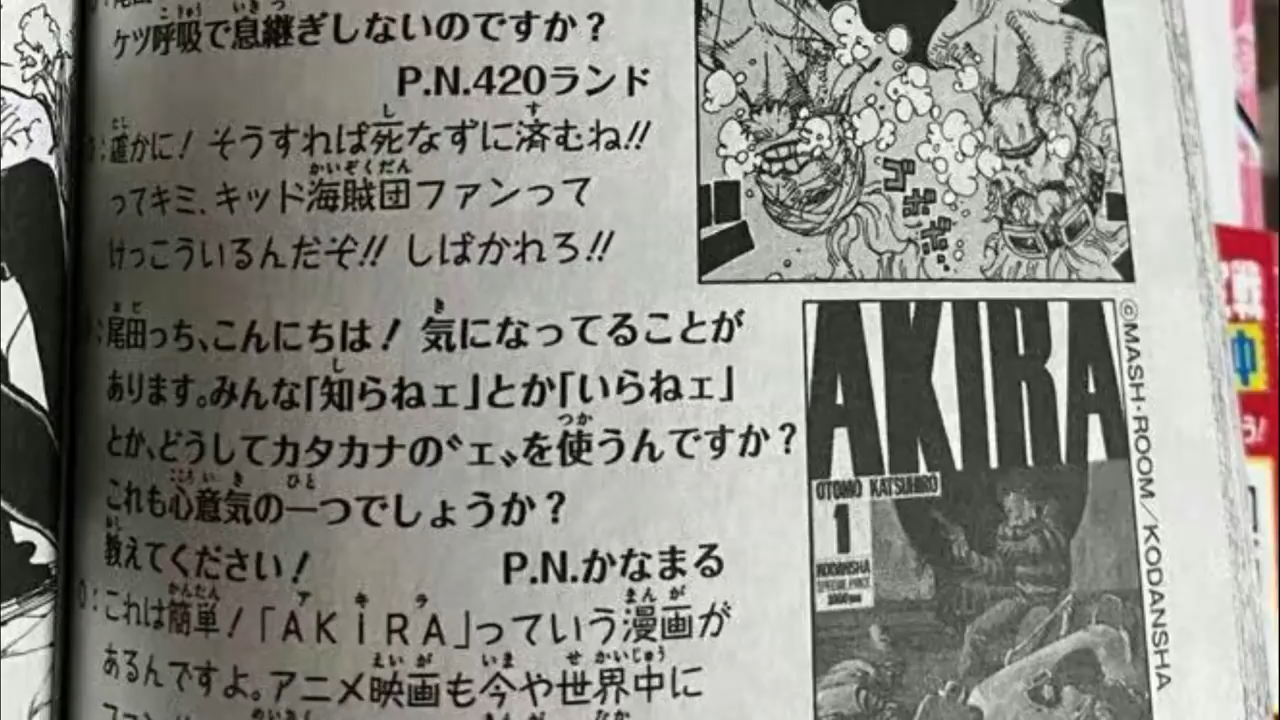 ケツ呼吸で息継ぎしないのですか？
P.N.420ランド
確かに！そうすれば死なずに済むね!!
ってキミ、キッド海賊団ファンって
けっこういるんだぞ!! しばかれろ!!
尾田っち、こんにちは！気になってることが
あります。みんな「知らねェ」とか「いらねェ」
とか、どうしてカタカナの〝ェ〟を使うんですか？
これも心意気の一つでしょうか？
教えてください！
P.N.かなまる
O：これは簡単！「AKiRA」っていう漫画が
あるんですよ。アニメ映画も今や世界中に
ゴボ
ボボ…
AKIRA
OTOMO KATSUHIRO
1
KODANSHA
©MASH・ROOM／KODANSHA
戦
中